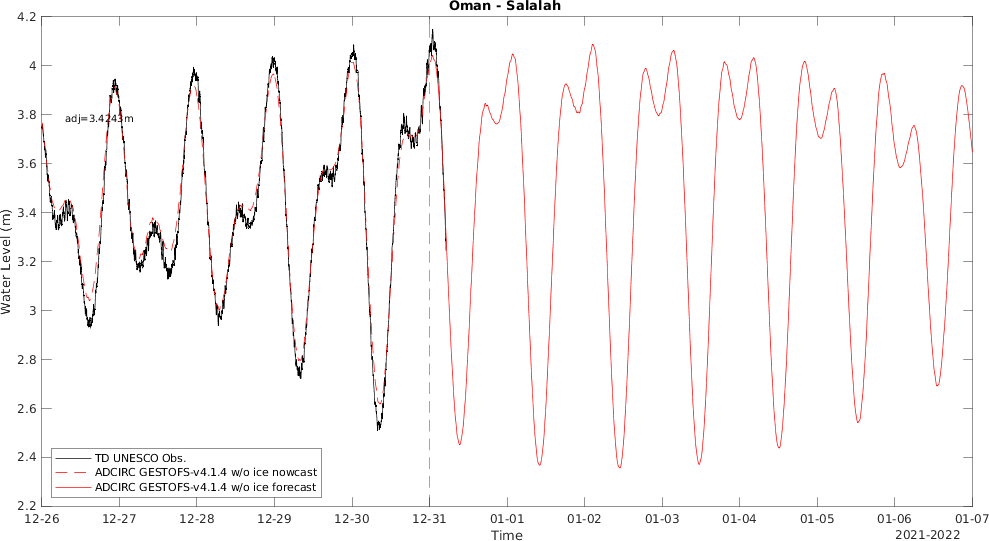 Oman - Salalah
4.2
4
3.8
3.6
3.4
3.2
3
2.8
2.6
2.4
2.2
Water Level (m)
adj=3.4243m
TD UNESCO Obs.
ADCIRC GESTOFS-v4.1.4 w/o ice nowcast
ADCIRC GESTOFS-v4.1.4 w/o ice forecast
12-26 12-27 12-28 12-29 12-30 12-31 01-01 01-02 01-03 01-04 01-05 01-06 01-07
Time
2021-2022